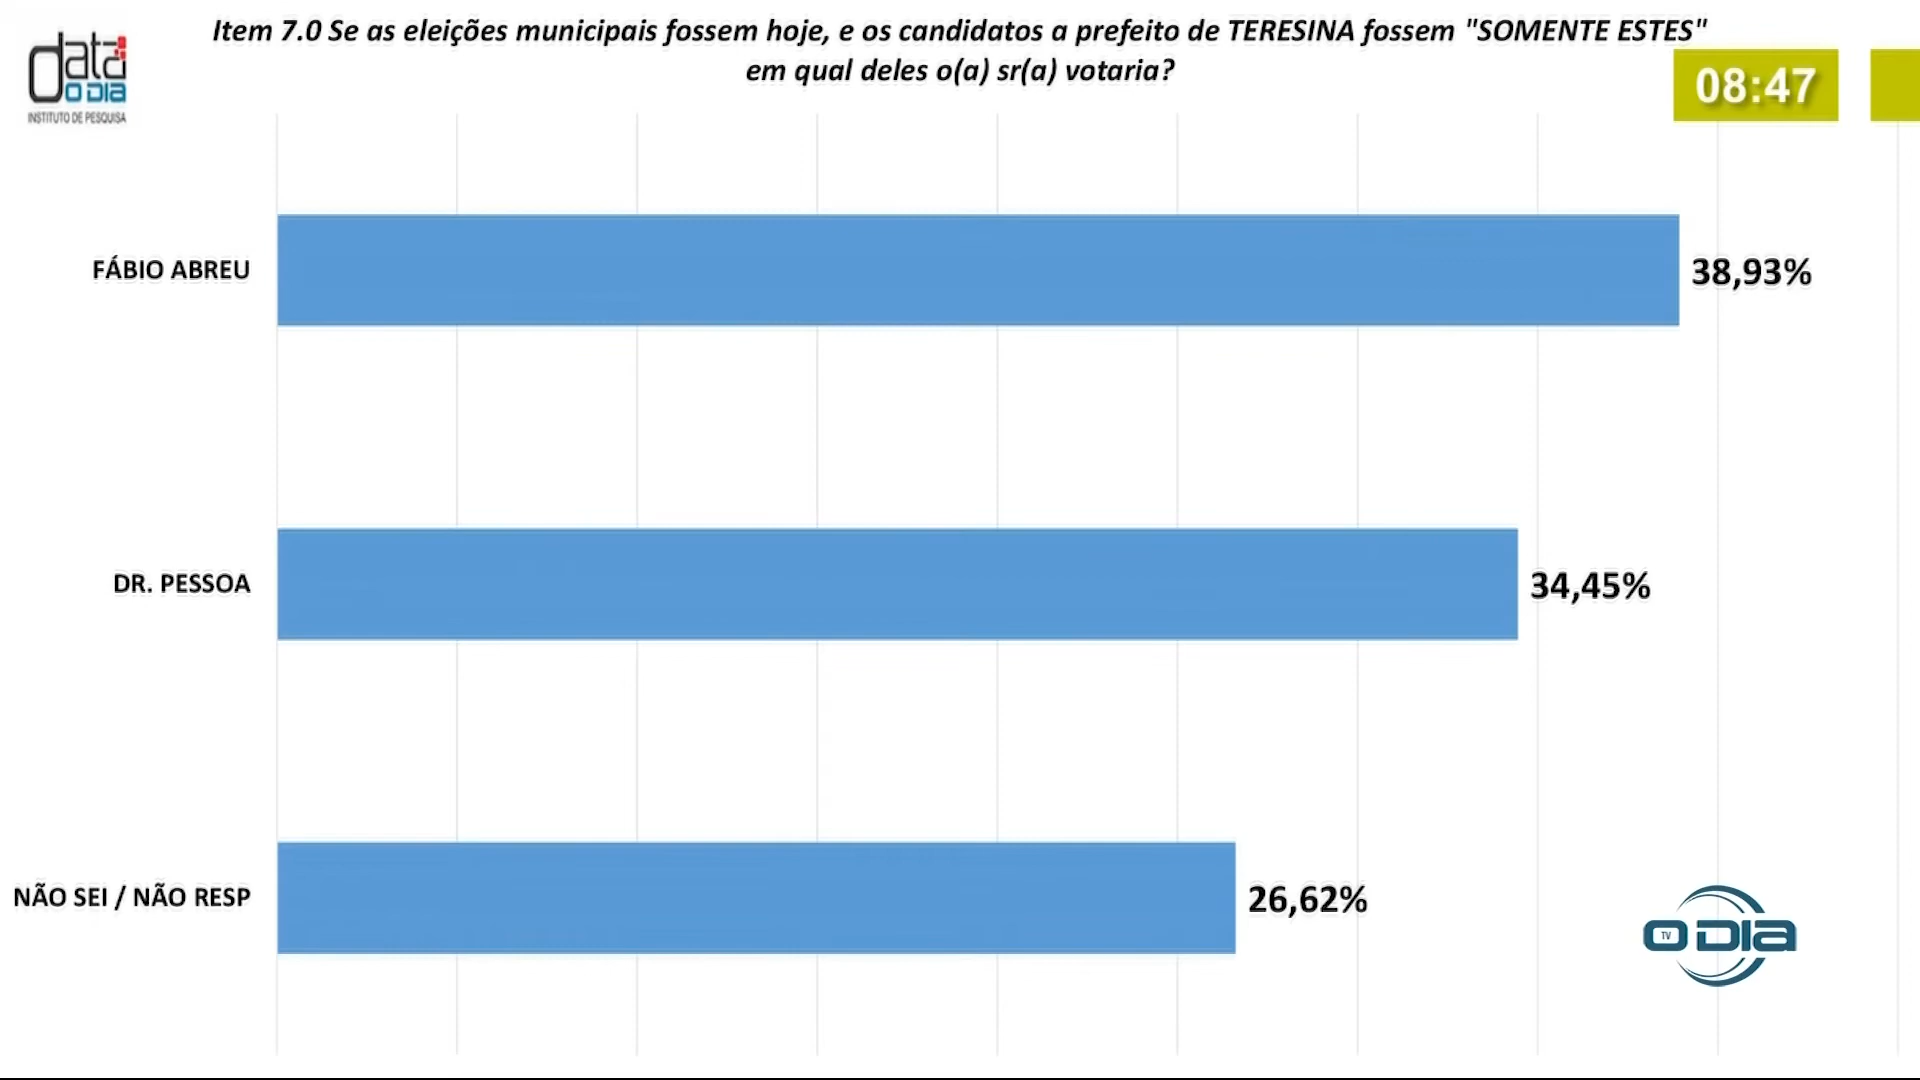 data
O DIA
INSTITUTO DE PESQUISA
Item 7.0 Se as eleições municipais fossem hoje, e os candidatos a prefeito de TERESINA fossem "SOMENTE ESTES"
em qual deles o(a) sr(a) votaria?
08:47
FÁBIO ABREU 38,93%
DR. PESSOA 34,45%
NÃO SEI / NÃO RESP 26,62%
TV O DIA